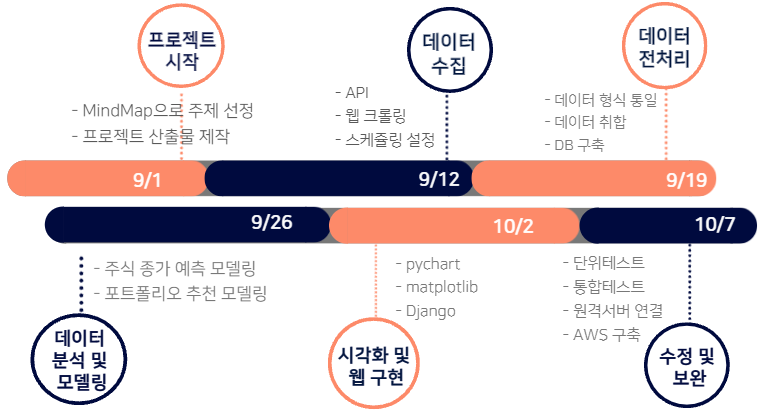 프로젝트
시작
- MindMap으로 주제 선정
- 프로젝트 산출물 제작
데이터
수집
- API
- 웹 크롤링
- 스케쥴링 설정
데이터
전처리
- 데이터 형식 통일
- 데이터 취합
- DB 구축
9/1
9/12
9/19
9/26
10/2
10/7
- 주식 종가 예측 모델링
- 포트폴리오 추천 모델링
데이터
분석 및
모델링
- pychart
- matplotlib
- Django
시각화 및
웹 구현
- 단위테스트
- 통합테스트
- 원격서버 연결
- AWS 구축
수정 및
보완